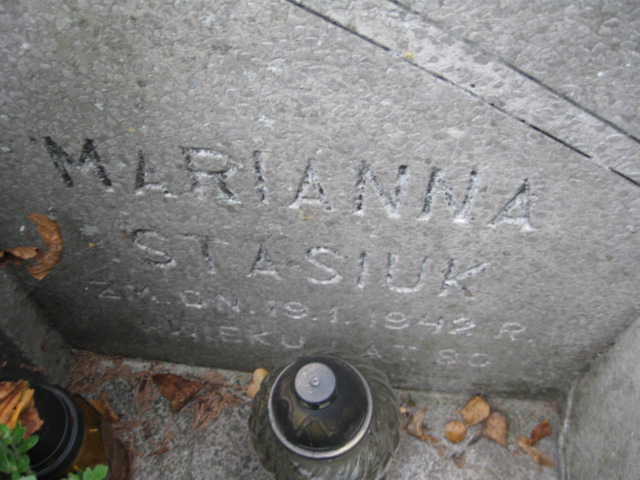 MARIANNA
STASIUK
ZM. DN. 19.1.1942 R.
W WIEKU LAT 80